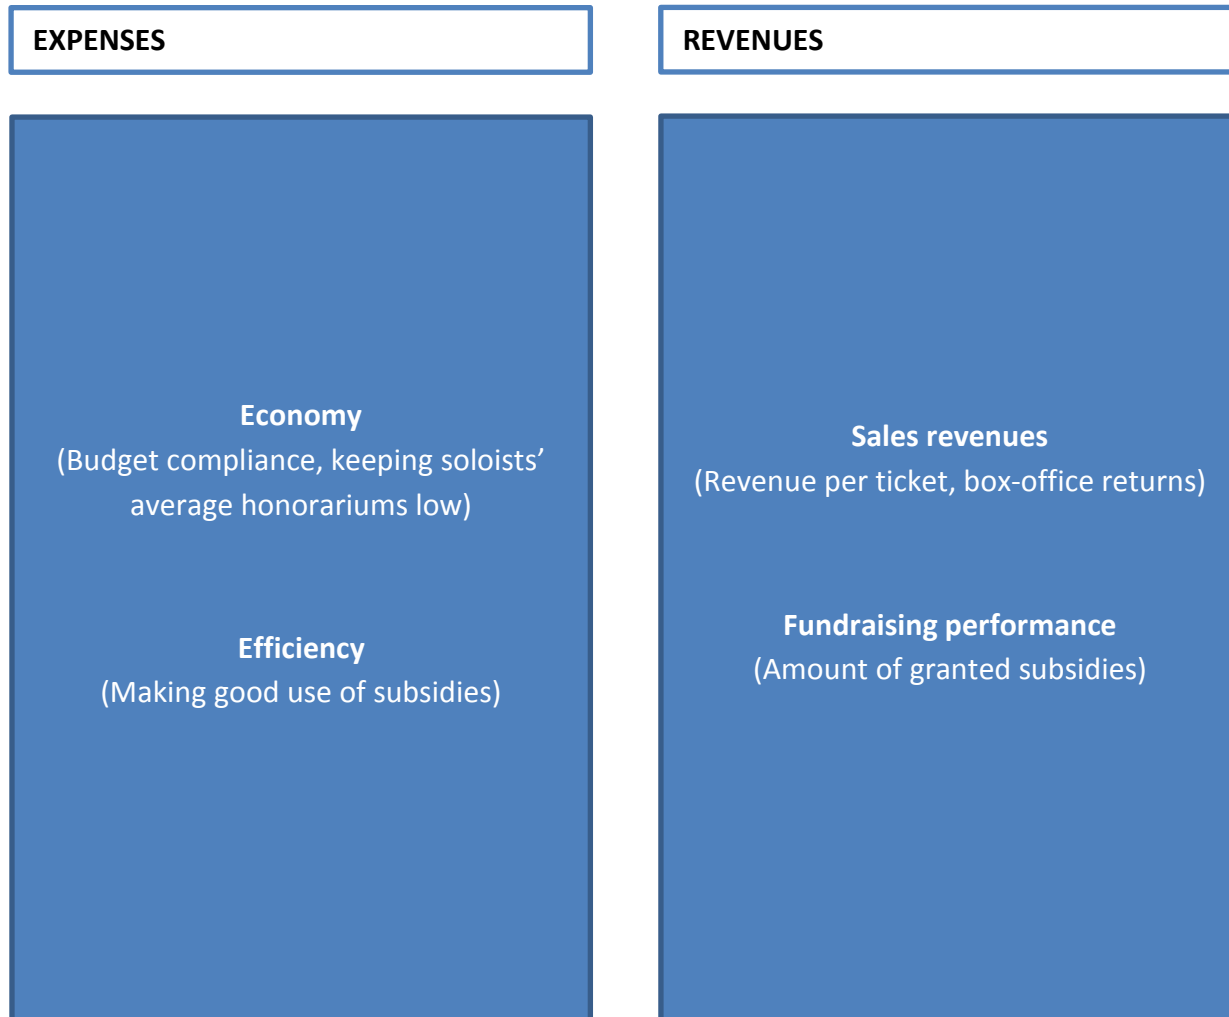 EXPENSES
REVENUES
Economy
(Budget compliance, keeping soloists’
average honorariums low)
Efficiency
(Making good use of subsidies)
Sales revenues
(Revenue per ticket, box-office returns)
Fundraising performance
(Amount of granted subsidies)